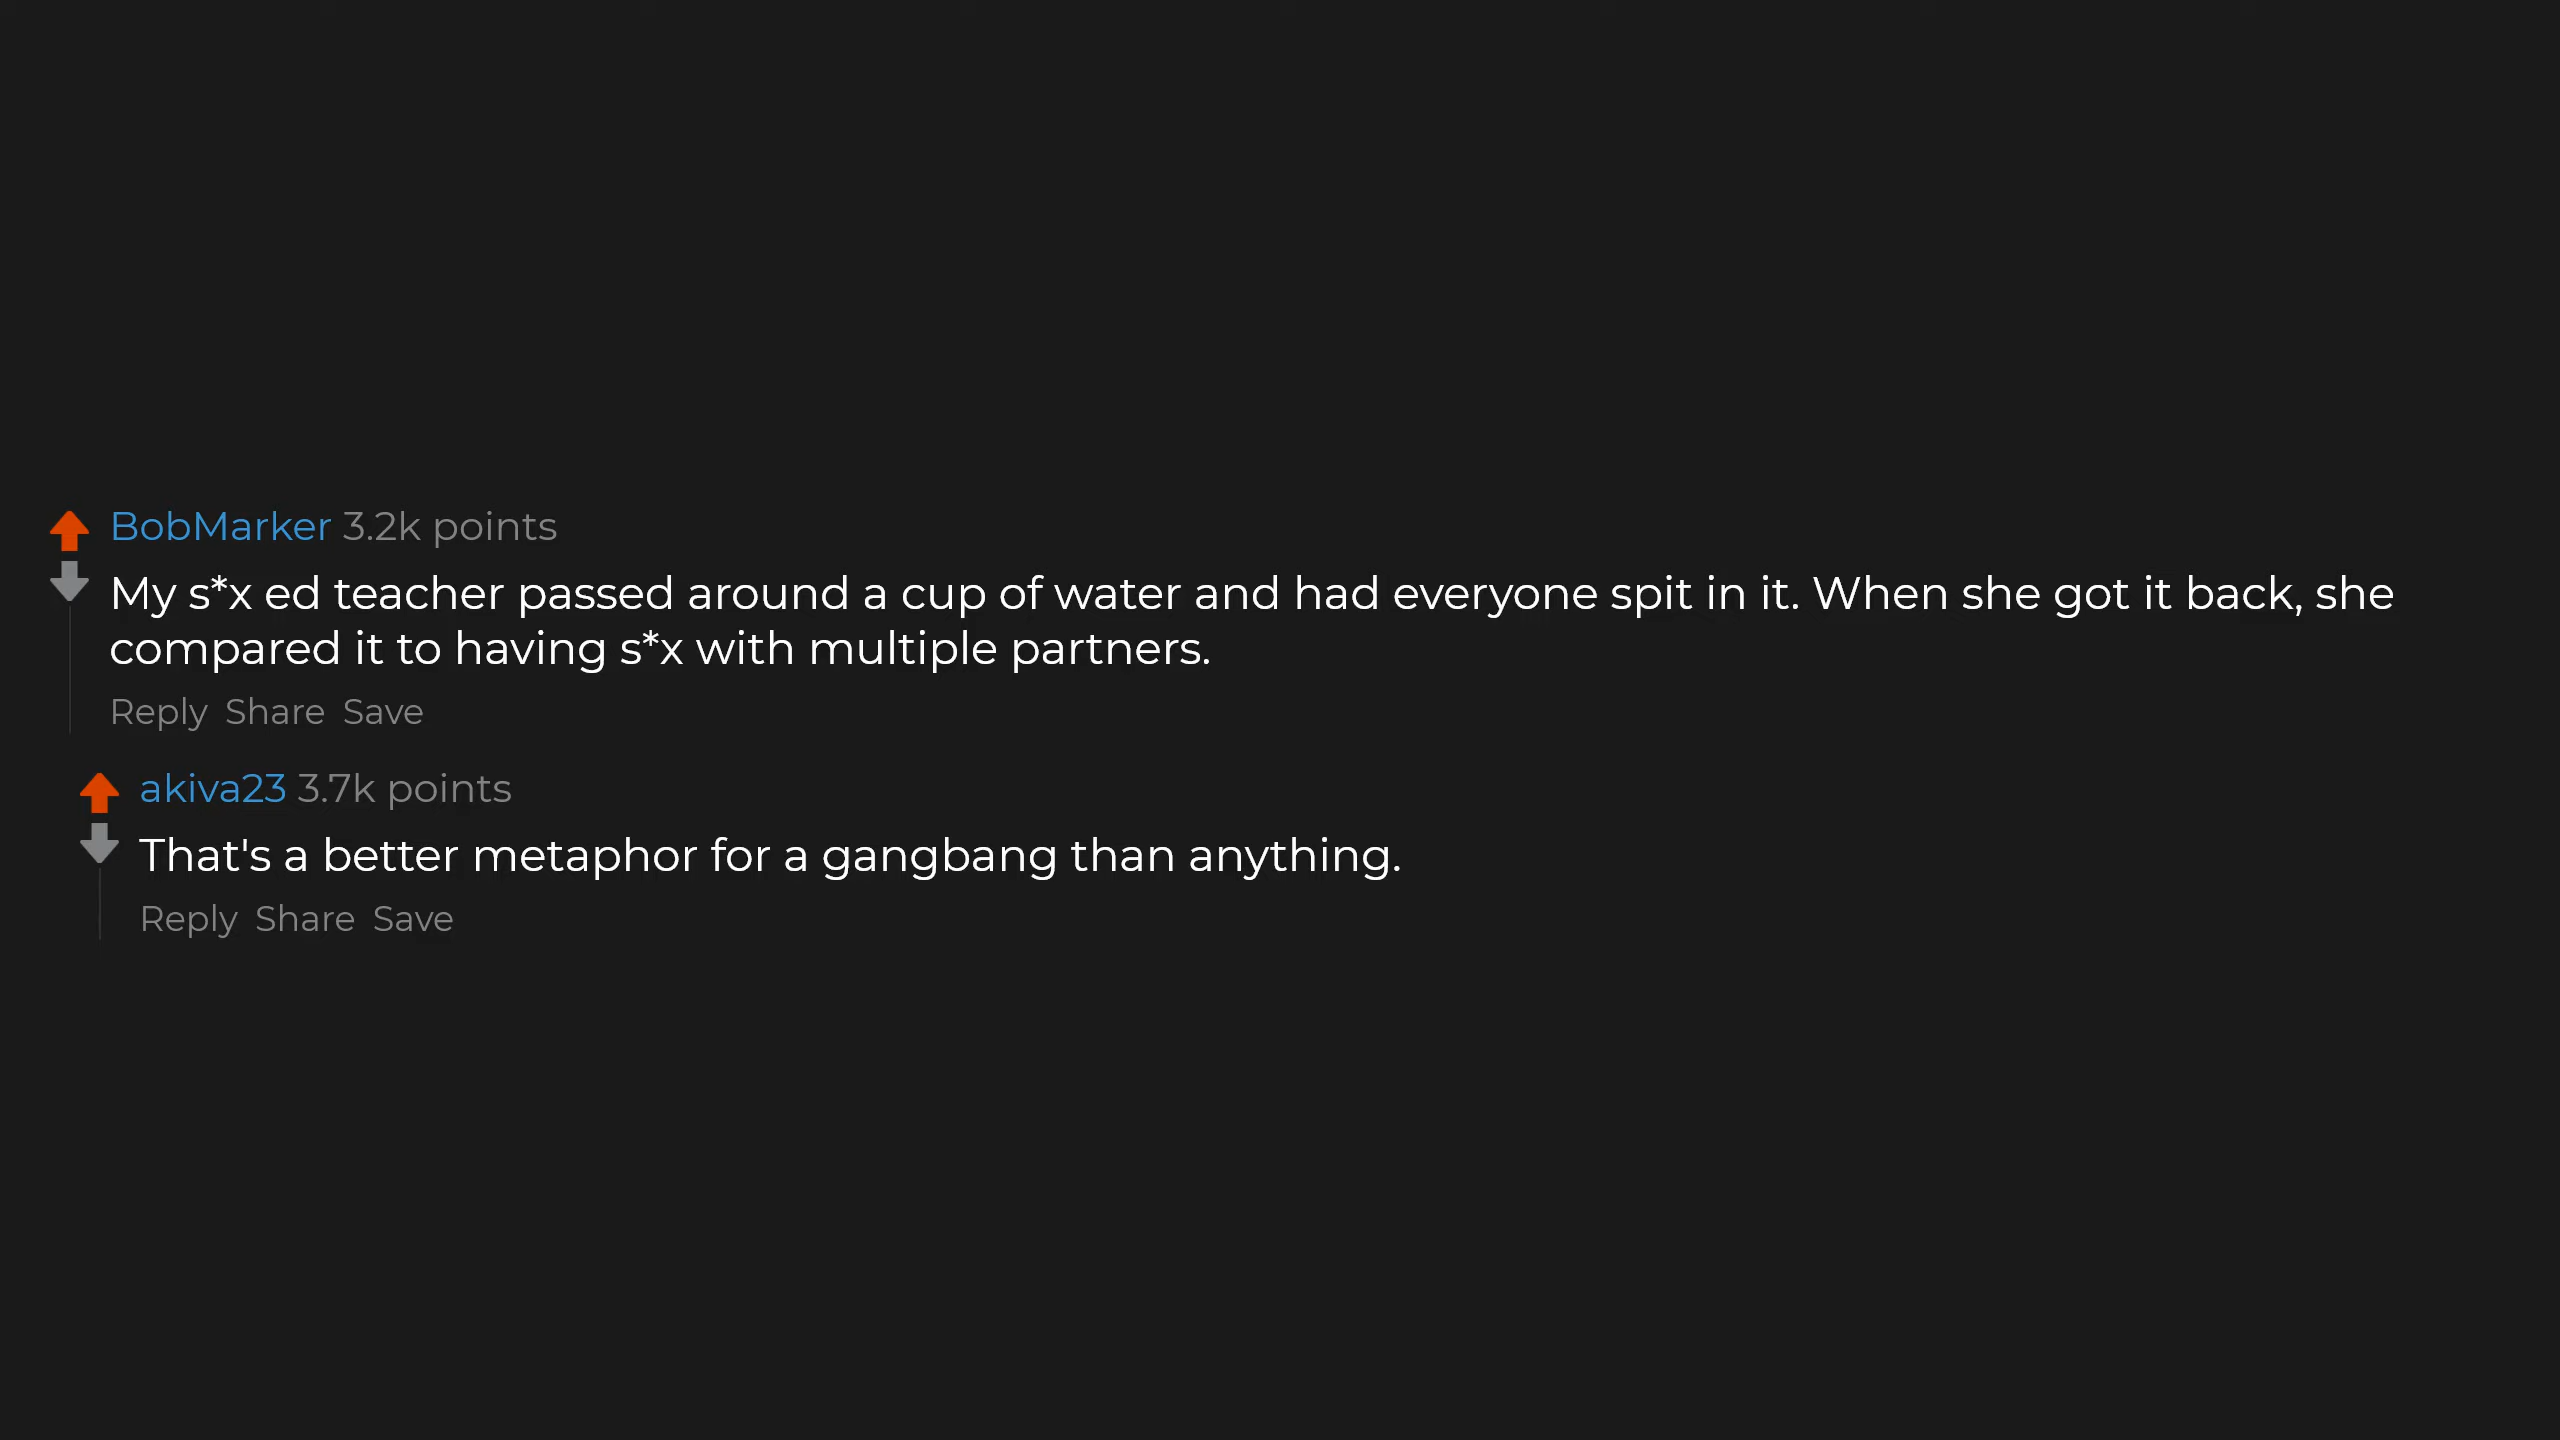 BobMarker 3.2k points
My s*x ed teacher passed around a cup of water and had everyone spit in it. When she got it back, she
compared it to having s*x with multiple partners.
Reply Share Save
akiva23 3.7k points
That's a better metaphor for a gangbang than anything.
Reply Share Save